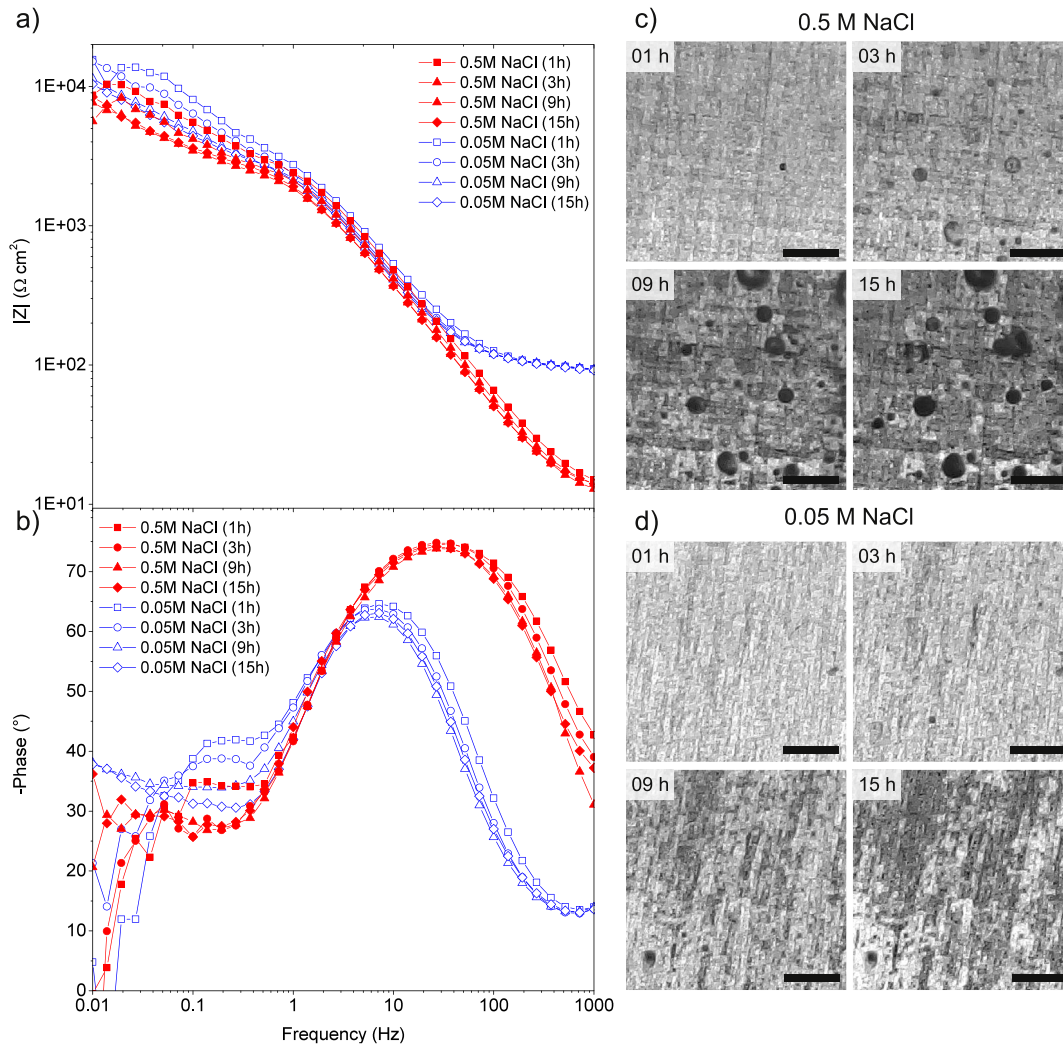 a)
1E+04
1E+03
1E+02
1E+01
|Z| (Ω cm²)
0.5M NaCl (1h)
0.5M NaCl (3h)
0.5M NaCl (9h)
0.5M NaCl (15h)
0.05M NaCl (1h)
0.05M NaCl (3h)
0.05M NaCl (9h)
0.05M NaCl (15h)
b)
70
60
50
40
30
20
10
0
-Phase (°)
0.5M NaCl (1h)
0.5M NaCl (3h)
0.5M NaCl (9h)
0.5M NaCl (15h)
0.05M NaCl (1h)
0.05M NaCl (3h)
0.05M NaCl (9h)
0.05M NaCl (15h)
0.01 0.1 1 10 100 1000
Frequency (Hz)
c) 0.5 M NaCl
01 h 03 h
09 h 15 h
d) 0.05 M NaCl
01 h 03 h
09 h 15 h